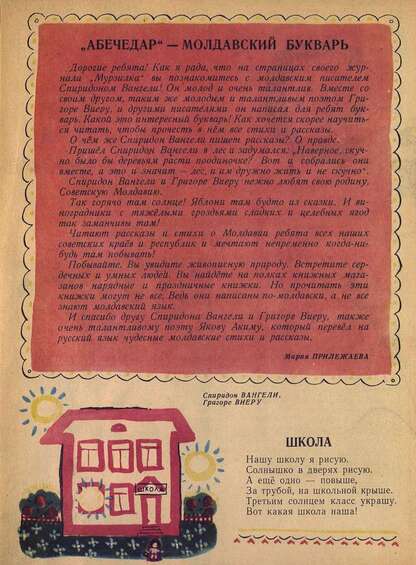 „АБЕЧЕДАР“ — МОЛДАВСКИЙ БУКВАРЬ
Дорогие ребята! Как я рада, что на страницах своего жур-
нала „Мурзилка“ вы познакомитесь с молдавским писателем
Спиридоном Вангели! Он молод и очень талантлив. Вместе со
своим другом, таким же молодым и талантливым поэтом Гри-
горе Виеру, и другими писателями он написал для ребят бук-
варь. Какой это интересный букварь! Как хочется скорее научить-
ся читать, чтобы прочесть в нём все стихи и рассказы.
О чём же Спиридон Вангели пишет рассказы? О правде.
Пришёл Спиридон Вангели в лес и задумался: „Наверное, скуч-
но было бы деревьям расти поодиночке? Вот и собрались они
вместе, а это и значит — лес, и им дружно жить и не скучно“.
Спиридон Вангели и Григоре Виеру нежно любят свою родину,
Советскую Молдавию.
Так горячо там солнце! Яблони там будто из сказки. И ви-
ноградники с тяжёлыми гроздьями сладких и целебных ягод
так заманчивы там!
Читают рассказы и стихи о Молдавии ребята всех наших
советских краёв и республик и мечтают непременно когда-ни-
будь там побывать!
Побывайте. Вы увидите живописную природу. Встретите сер-
дечных и умных людей. Вы найдёте на полках книжных мага-
занов нарядные и праздничные книжки. Но прочитать эти
книжки могут не все. Ведь они написаны по-молдавски, а не все
знают молдавский язык.
И спасибо другу Спиридона Вангели и Григоре Виеру, также
очень талантливому поэту Якову Акиму, который перевёл на
русский язык чудесные молдавские стихи и рассказы.
Мария ПРИЛЕЖАЕВА
Спиридон ВАНГЕЛИ,
Григоре ВИЕРУ
ШКОЛА
Нашу школу я рисую.
Солнышко в дверях рисую.
А ещё одно — повыше,
За трубой, на школьной крыше.
Третьим солнцем класс украшу.
Вот какая школа наша!
ШКОЛА